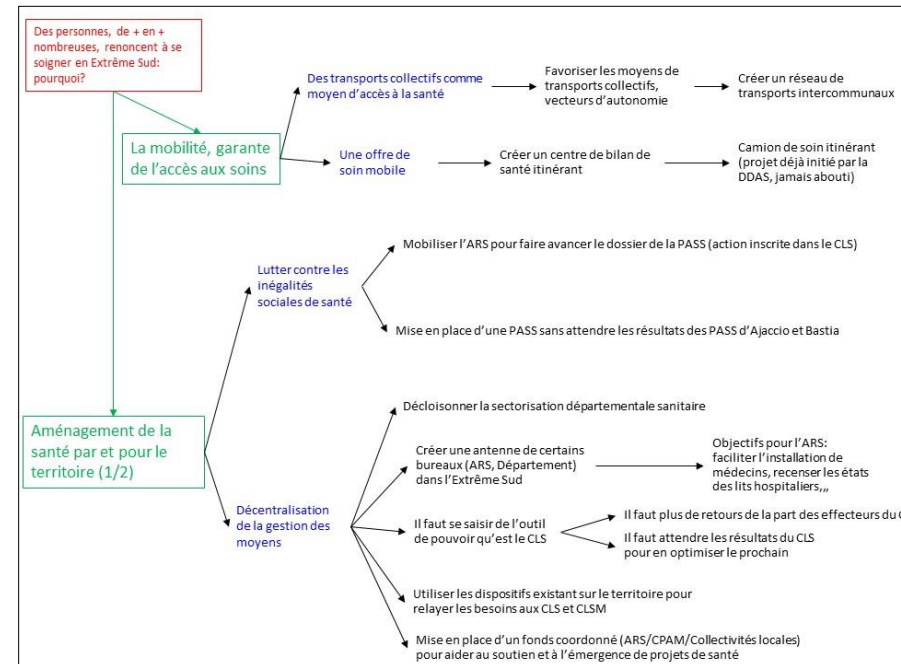 Des personnes, de + en +
nombreuses, renoncent à se
soigner en Extrême Sud:
pourquoi?
La mobilité, garante
de l'accès aux soins
Des transports collectifs comme
moyen d'accès à la santé
Favoriser les moyens de
transports collectifs,
vecteurs d'autonomie
Créer un réseau de
transports intercommunaux
Une offre de
soin mobile
Créer un centre de bilan de
santé itinérant
Camion de soin itinérant
(projet déjà initié par la
DDAS, jamais abouti)
Lutter contre les
inégalités
sociales de santé
Mobiliser l'ARS pour faire avancer le dossier de la PASS (action inscrite dans le CLS)
Mise en place d'une PASS sans attendre les résultats des PASS d'Ajaccio et Bastia
Aménagement de la
santé par et pour le
territoire (1/2)
Décentralisation
de la gestion des
moyens
Décloisonner la sectorisation départementale sanitaire
Créer une antenne de certains
bureaux (ARS, Département)
dans l'Extrême Sud
Objectifs pour l'ARS:
faciliter l'installation de
médecins, recenser les états
des lits hospitaliers,,,
Il faut se saisir de l'outil
de pouvoir qu'est le CLS
Il faut plus de retours de la part des effecteurs du
Il faut attendre les résultats du CLS
pour en optimiser le prochain
Utiliser les dispositifs existant sur le territoire pour
relayer les besoins aux CLS et CLSM
Mise en place d'un fonds coordonné (ARS/CPAM/Collectivités locales)
pour aider au soutien et à l'émergence de projets de santé